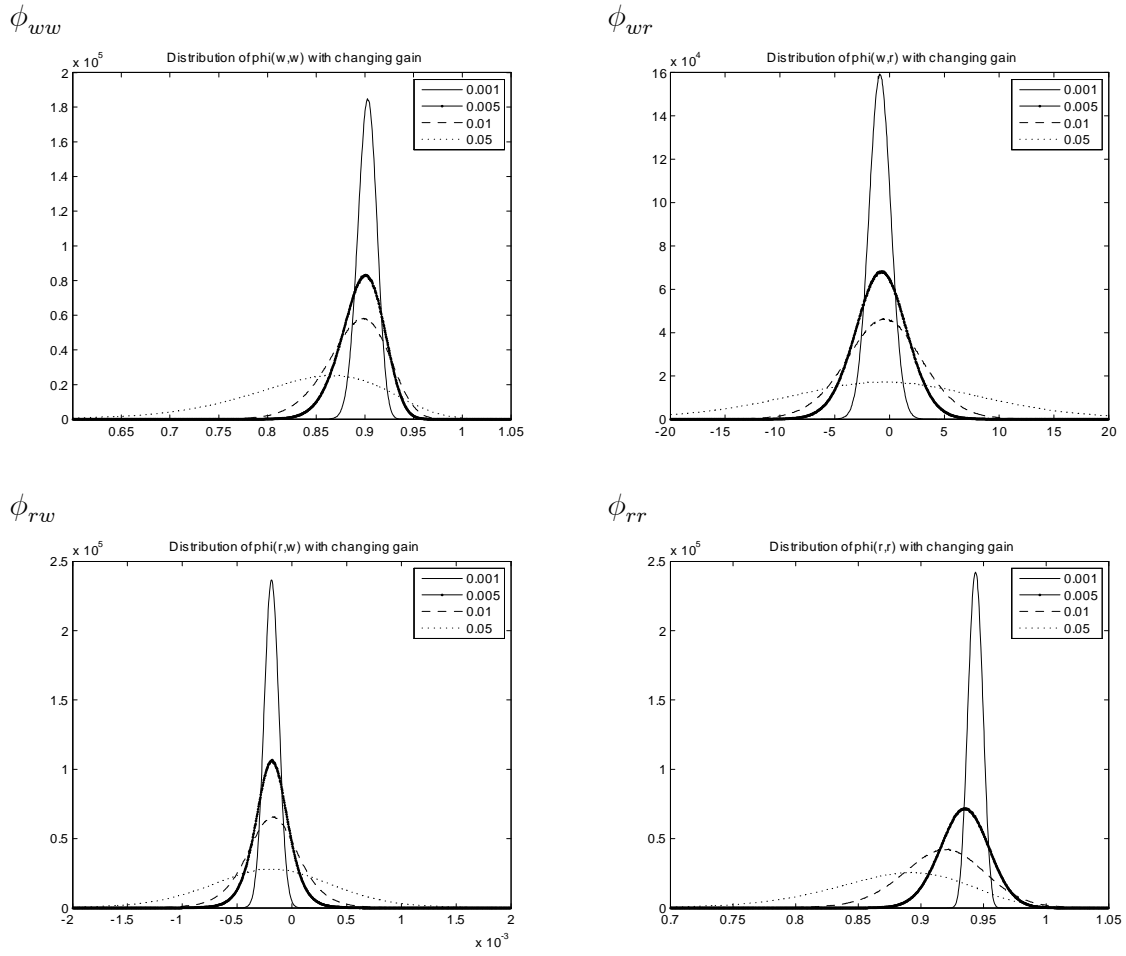 ϕww
x 10^5
Distribution of phi(w,w) with changing gain
2
1.8
1.6
1.4
1.2
1
0.8
0.6
0.4
0.2
0
0.65 0.7 0.75 0.8 0.85 0.9 0.95 1 1.05
0.001
0.005
0.01
0.05
ϕwr
x 10^4
Distribution of phi(w,r) with changing gain
16
14
12
10
8
6
4
2
0
-20 -15 -10 -5 0 5 10 15 20
0.001
0.005
0.01
0.05
ϕrw
x 10^5
Distribution of phi(r,w) with changing gain
2.5
2
1.5
1
0.5
0
-2 -1 -0.5 0 0.5 1 1.5 2
x 10^-3
0.001
0.005
0.01
0.05
ϕrr
x 10^5
Distribution of phi(r,r) with changing gain
2.5
2
1.5
1
0.5
0
0.7 0.75 0.8 0.85 0.9 0.95 1 1.05
0.001
0.005
0.01
0.05